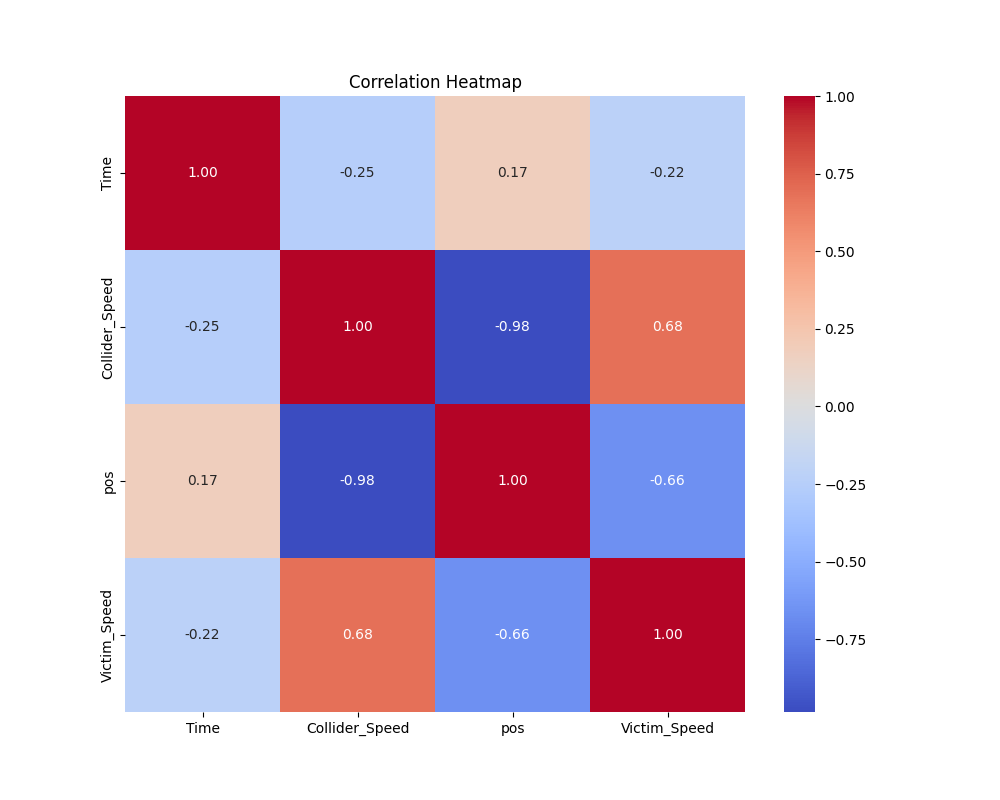 Correlation Heatmap
Time
1.00 -0.25 0.17 -0.22
Collider_Speed
-0.25 1.00 -0.98 0.68
pos
0.17 -0.98 1.00 -0.66
Victim_Speed
-0.22 0.68 -0.66 1.00
Time Collider_Speed pos Victim_Speed
1.00
0.75
0.50
0.25
0.00
−0.25
−0.50
−0.75